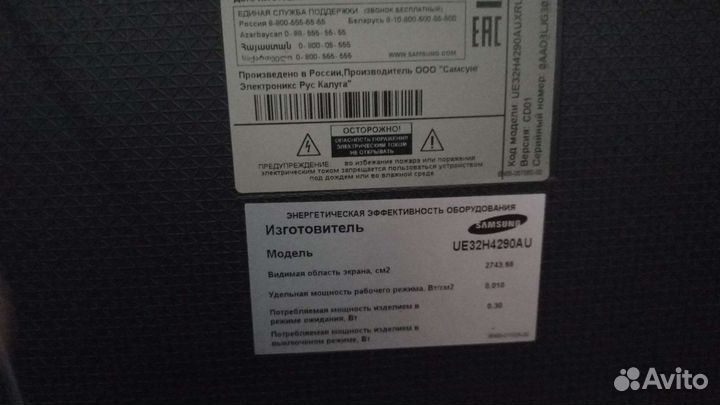 ЕДИНАЯ СЛУЖБА ПОДДЕРЖКИ (ЗВОНОК БЕСПЛАТНЫЙ)
Россия 8-800-555-55-55 Беларусь 8-10-800-500-55-500
Azarbaycan 0-88-555-55-55
Հայաստան 0-800-05-555
საქართველო 0-800-555-555 WWW.SAMSUNG.COM
Произведено в России,Производитель ООО "Самсунг
Электроникс Рус Калуга"
EAC
ОСТОРОЖНО!
ОПАСНОСТЬ ПОРАЖЕНИЯ
ЭЛЕКТРИЧЕСКИМ ТОКОМ
НЕ ОТКРЫВАТЬ
ПРЕДУПРЕЖДЕНИЕ: во избежание пожара или поражения
электрическим током запрещается пользоваться устройством
под дождем или во влажной среде
Код модели: UE32H4290AUXRU
Версия: CD01
Серийный номер:
ЭНЕРГЕТИЧЕСКАЯ ЭФФЕКТИВНОСТЬ ОБОРУДОВАНИЯ
Изготовитель SAMSUNG
Модель UE32H4290AU
Видимая область экрана, см2 2743,98
Удельная мощность рабочего режима, Вт/см2 0,010
Потребляемая мощность изделием в
режиме ожидания, Вт 0,30
Потребляемая мощность изделием в
выключенном режиме, Вт -
Avito